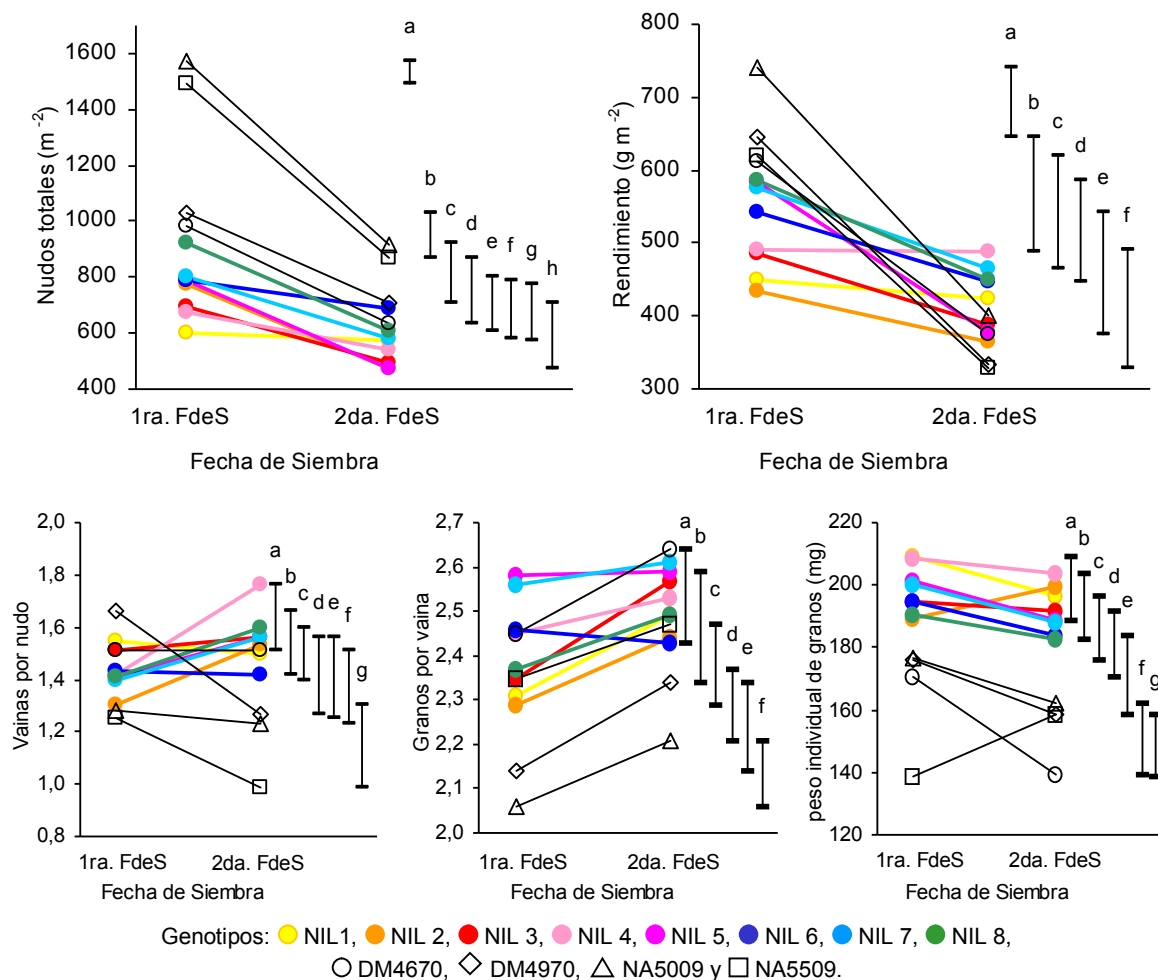 Nudos totales (m⁻²)
1600
1400
1200
1000
800
600
400
a
b
c
d
e
f
g
h
1ra. FdeS
2da. FdeS
Fecha de Siembra
Rendimiento (g m⁻²)
800
700
600
500
400
300
a
b
c
d
e
f
1ra. FdeS
2da. FdeS
Fecha de Siembra
Vainas por nudo
2,0
1,8
1,6
1,4
1,2
1,0
0,8
a
b
c
d
e
f
g
1ra. FdeS
2da. FdeS
Fecha de Siembra
Granos por vaina
2,7
2,6
2,5
2,4
2,3
2,2
2,1
2,0
a
b
c
d
e
f
1ra. FdeS
2da. FdeS
Fecha de Siembra
peso individual de granos (mg)
220
200
180
160
140
120
a
b
c
d
e
f
g
1ra. FdeS
2da. FdeS
Fecha de Siembra
Genotipos: NIL1, NIL 2, NIL 3, NIL 4, NIL 5, NIL 6, NIL 7, NIL 8,
DM4670, DM4970, NA5009 y NA5509.